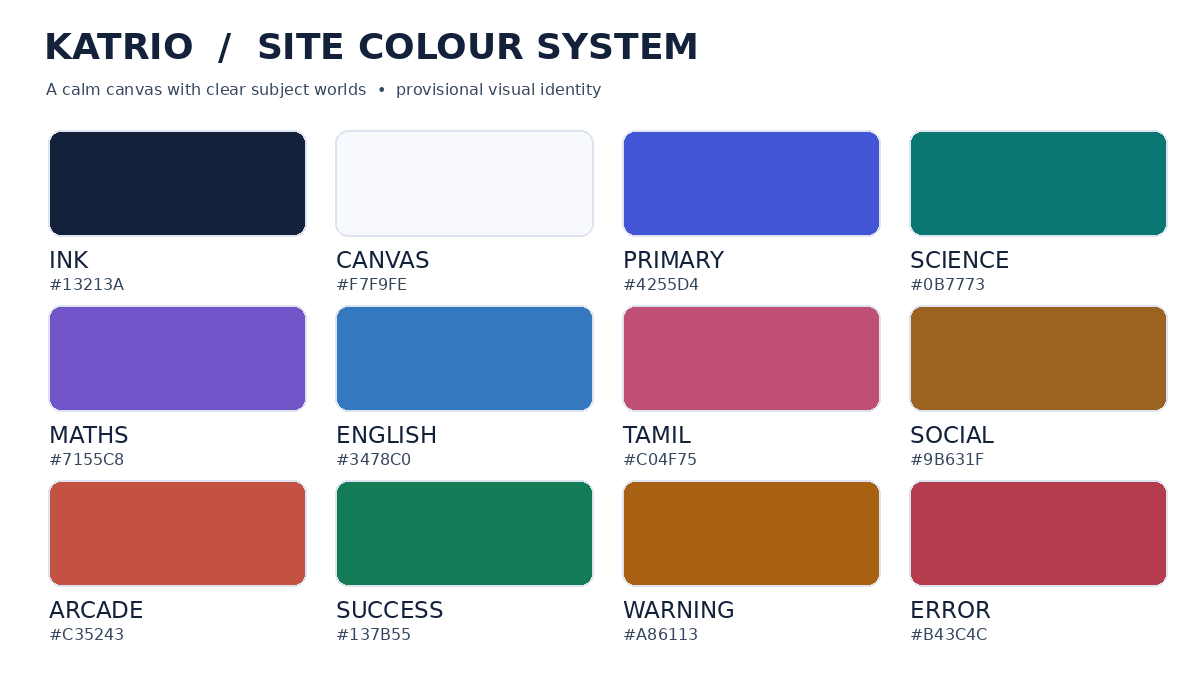 KATRIO / SITE COLOUR SYSTEM
A calm canvas with clear subject worlds • provisional visual identity
INK
#13213A
CANVAS
#F7F9FE
PRIMARY
#4255D4
SCIENCE
#0B7773
MATHS
#7155C8
ENGLISH
#3478C0
TAMIL
#C04F75
SOCIAL
#9B631F
ARCADE
#C35243
SUCCESS
#137B55
WARNING
#A86113
ERROR
#B43C4C